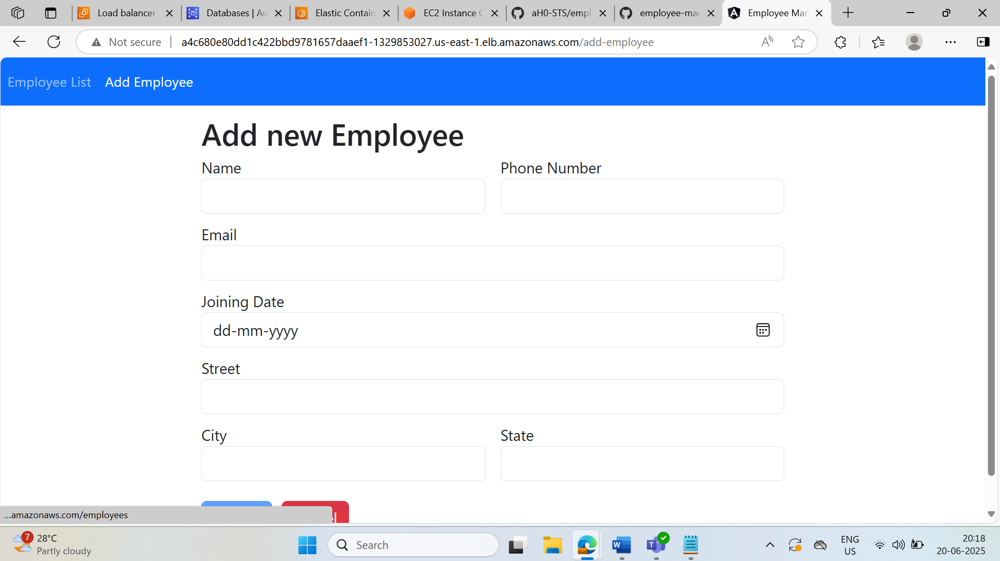 Load balancer
Databases | Au
Elastic Contain
EC2 Instance C
aH0-STS/empl
employee-mar
Employee Mar
Not secure
a4c680e80dd1c422bbd9781657daaef1-1329853027.us-east-1.elb.amazonaws.com/add-employee
Employee List Add Employee
Add new Employee
Name Phone Number
Email
Joining Date
dd-mm-yyyy
Street
City State
...amazonaws.com/employees
7
28°C
Partly cloudy
Search
ENG
US
20:18
20-06-2025